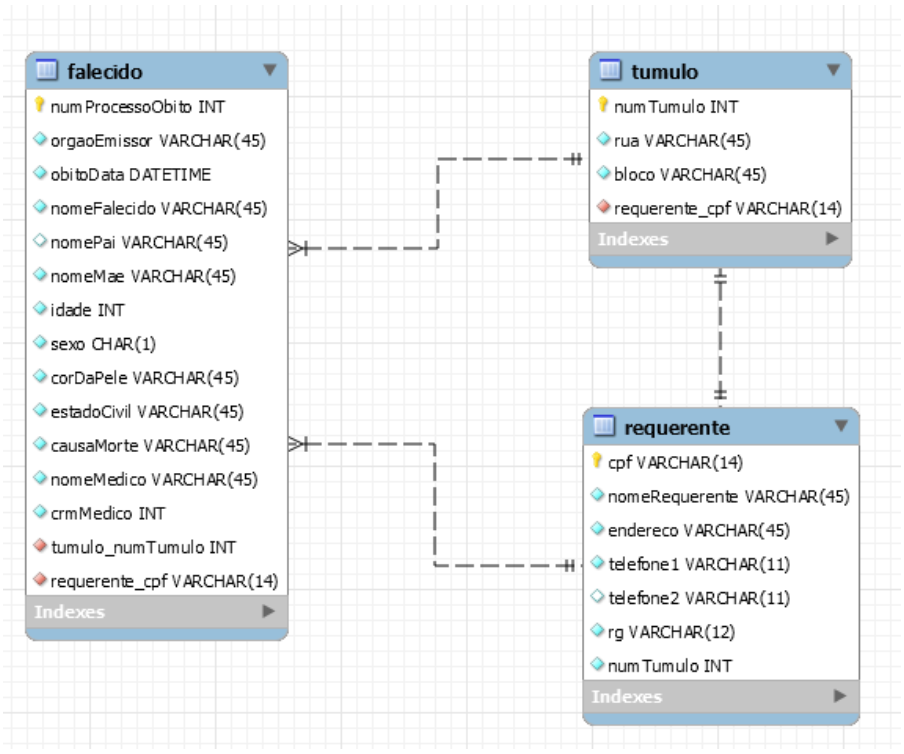 falecido
numProcessoObito INT
orgaoEmissor VARCHAR(45)
obitoData DATETIME
nomeFalecido VARCHAR(45)
nomePai VARCHAR(45)
nomeMae VARCHAR(45)
idade INT
sexo CHAR(1)
corDaPele VARCHAR(45)
estadoCivil VARCHAR(45)
causaMorte VARCHAR(45)
nomeMedico VARCHAR(45)
crmMedico INT
tumulo_numTumulo INT
requerente_cpf VARCHAR(14)
Indexes
tumulo
numTumulo INT
rua VARCHAR(45)
bloco VARCHAR(45)
requerente_cpf VARCHAR(14)
Indexes
requerente
cpf VARCHAR(14)
nomeRequerente VARCHAR(45)
endereco VARCHAR(45)
telefone1 VARCHAR(11)
telefone2 VARCHAR(11)
rg VARCHAR(12)
numTumulo INT
Indexes